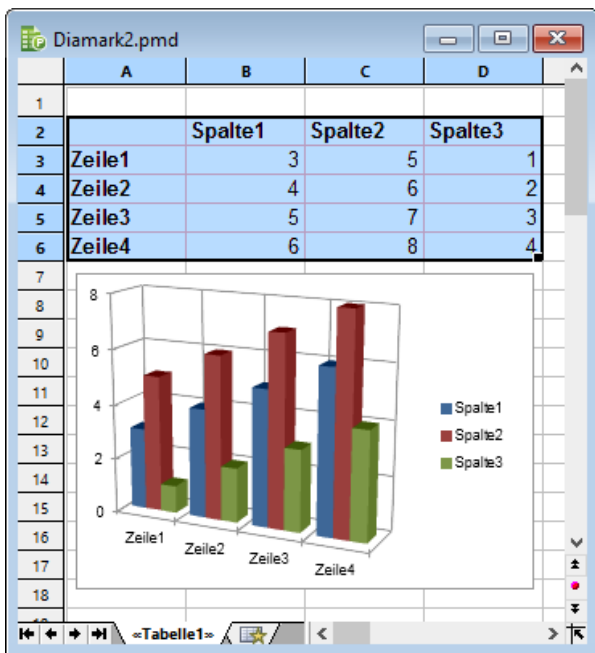 Diamark2.pmd
A B C D
1
2 Spalte1 Spalte2 Spalte3
3 Zeile1 3 5 1
4 Zeile2 4 6 2
5 Zeile3 5 7 3
6 Zeile4 6 8 4
7
8
9
10
11
12
13
14
15
16
17
18
8
6
4
2
0
Zeile1 Zeile2 Zeile3 Zeile4
Spalte1
Spalte2
Spalte3
«Tabelle1»